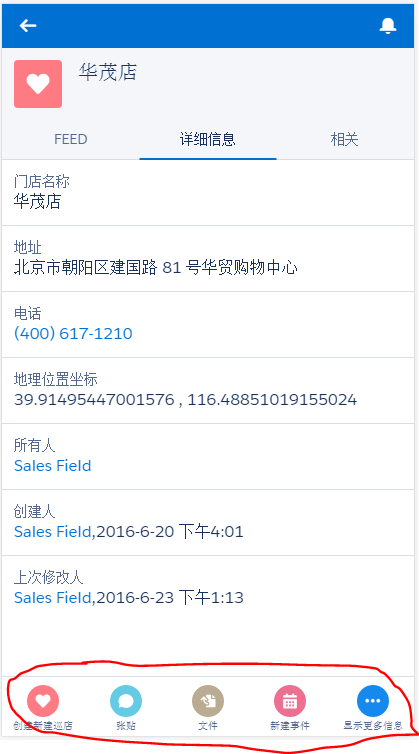 华茂店
FEED 详细信息 相关
门店名称
华茂店
地址
北京市朝阳区建国路 81 号华贸购物中心
电话
(400) 617-1210
地理位置坐标
39.91495447001576 , 116.48851019155024
所有人
Sales Field
创建人
Sales Field,2016-6-20 下午4:01
上次修改人
Sales Field,2016-6-23 下午1:13
创建新建巡店 张贴 文件 新建事件 显示更多信息